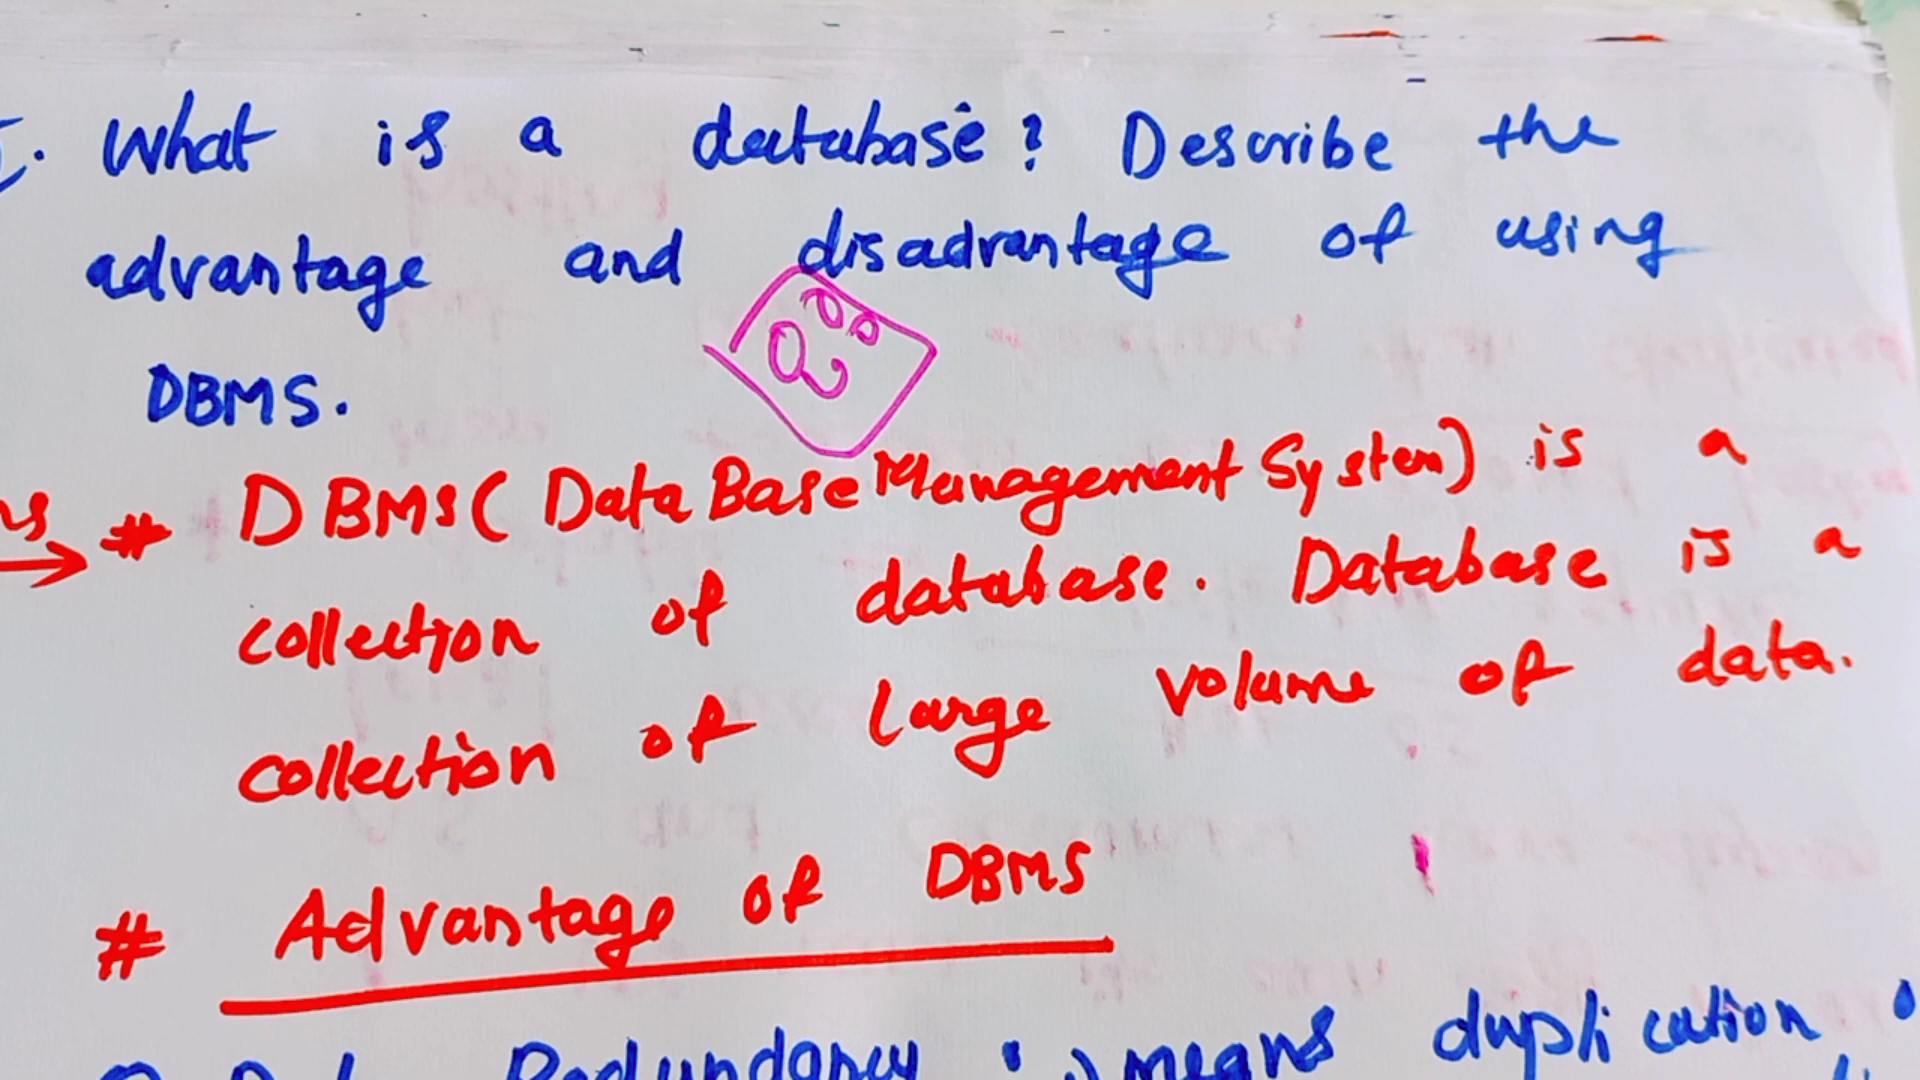 I. What is a database? Describe the
advantage and disadvantage of using
DBMS.
# DBMS( Data Base Management System) is a
collection of database. Database is a
collection of large volume of data.
# Advantage of DBMS
Redundancy : means duplication